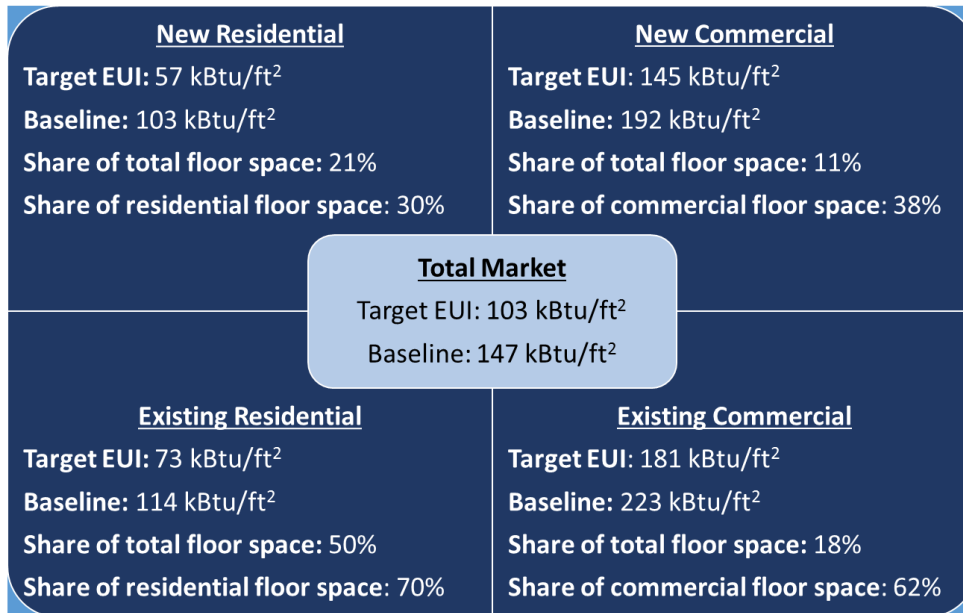 New Residential
Target EUI: 57 kBtu/ft²
Baseline: 103 kBtu/ft²
Share of total floor space: 21%
Share of residential floor space: 30%
New Commercial
Target EUI: 145 kBtu/ft²
Baseline: 192 kBtu/ft²
Share of total floor space: 11%
Share of commercial floor space: 38%
Total Market
Target EUI: 103 kBtu/ft²
Baseline: 147 kBtu/ft²
Existing Residential
Target EUI: 73 kBtu/ft²
Baseline: 114 kBtu/ft²
Share of total floor space: 50%
Share of residential floor space: 70%
Existing Commercial
Target EUI: 181 kBtu/ft²
Baseline: 223 kBtu/ft²
Share of total floor space: 18%
Share of commercial floor space: 62%